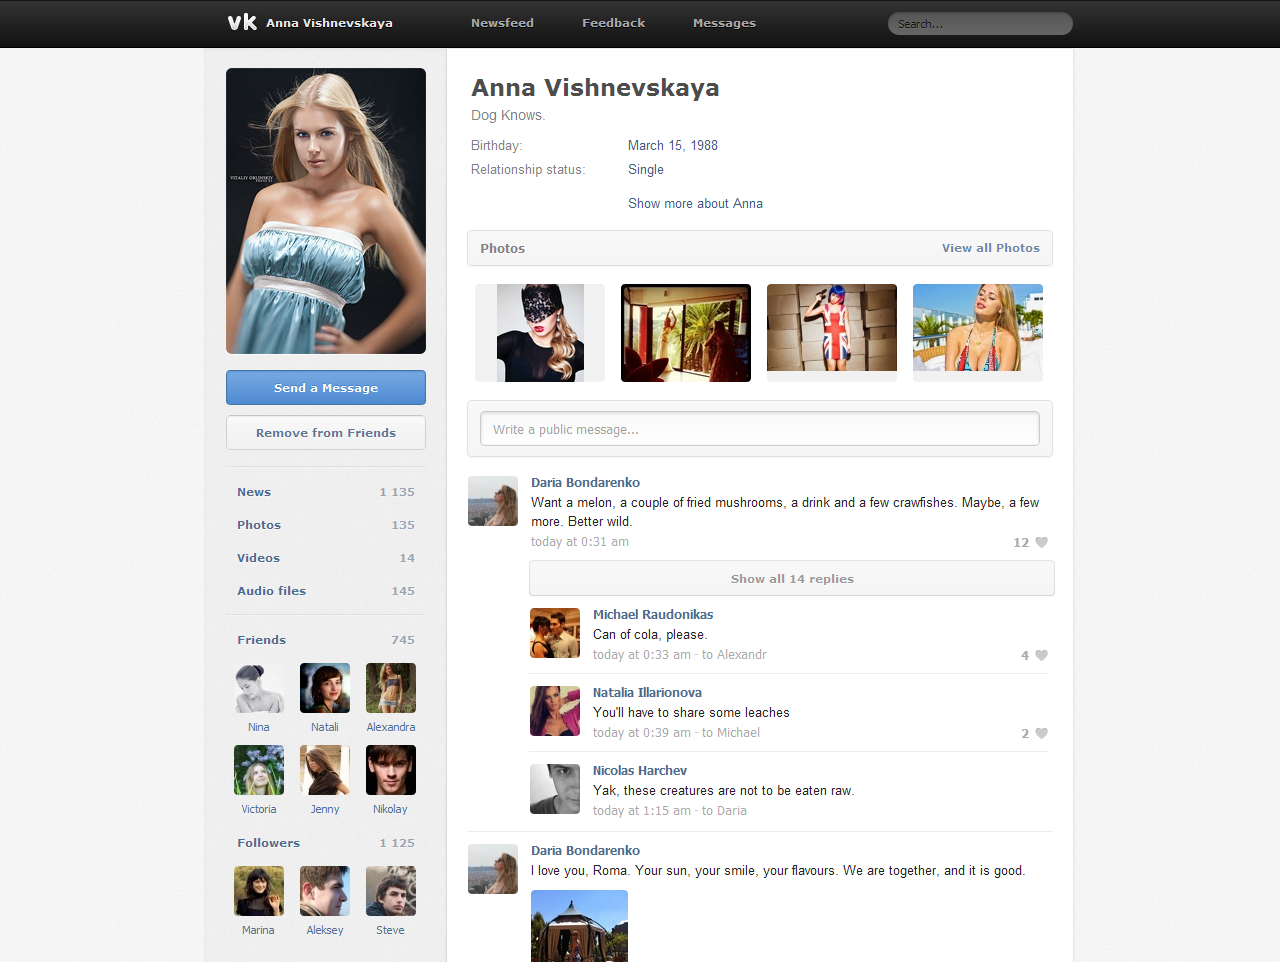 vk Anna Vishnevskaya Newsfeed Feedback Messages Search...
VITALIY OBLINSKIY
Send a Message
Remove from Friends
News 1 135
Photos 135
Videos 14
Audio files 145
Friends 745
Nina Natali Alexandra
Victoria Jenny Nikolay
Followers 1 125
Marina Aleksey Steve
Anna Vishnevskaya
Dog Knows.
Birthday: March 15, 1988
Relationship status: Single
Show more about Anna
Photos View all Photos
Write a public message...
Daria Bondarenko
Want a melon, a couple of fried mushrooms, a drink and a few crawfishes. Maybe, a few
more. Better wild.
today at 0:31 am 12
Show all 14 replies
Michael Raudonikas
Can of cola, please.
today at 0:33 am - to Alexandr 4
Natalia Illarionova
You'll have to share some leaches
today at 0:39 am - to Michael 2
Nicolas Harchev
Yak, these creatures are not to be eaten raw.
today at 1:15 am - to Daria
Daria Bondarenko
I love you, Roma. Your sun, your smile, your flavours. We are together, and it is good.